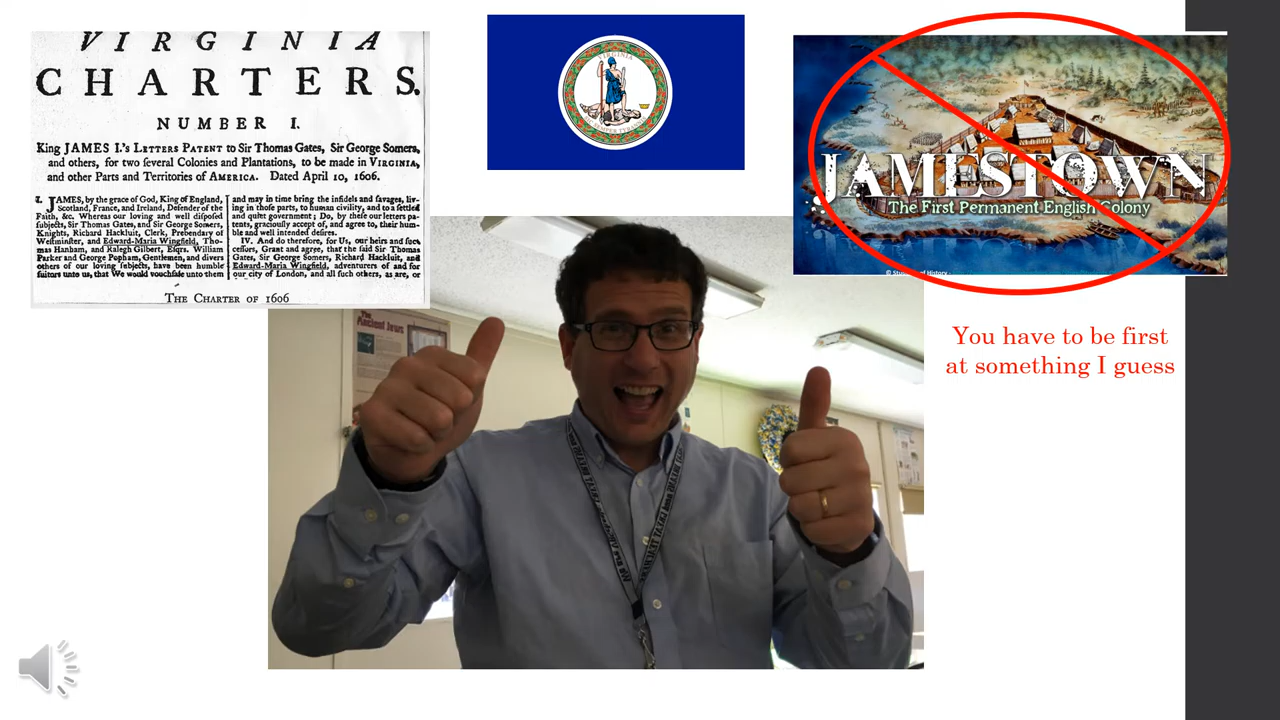 VIRGINIA
CHARTERS.
NUMBER I.
King JAMES I.'s LETTERS PATENT to Sir Thomas Gates, Sir George Somers,
and others, for two ſeveral Colonies and Plantations, to be made in VIRGINIA,
and other Parts and Territories of AMERICA. Dated April 10, 1606.
I. JAMES, by the grace of God, King of England,
Scotland, France, and Ireland, Defender of the
Faith, &c. Whereas our loving and well diſpoſed
ſubjects, Sir Thomas Gates, and Sir George Somers,
Knights, Richard Hackluit, Clerk, Prebendary of
Weſtminſter, and Edward-Maria Wingfield, Tho-
mas Hanham, and Ralegh Gilbert, Eſqrs. William
Parker and George Popham, Gentlemen, and divers
others of our loving ſubjects, have been humble
ſuitors unto us, that We would vouchſafe unto them
and may in time bring the infidels and ſavages, liv-
ing in thoſe parts, to human civility, and to a ſettled
and quiet government; Do, by theſe our letters pa-
tents, graciouſly accept of, and agree to, their hum-
ble and well intended deſires.
IV. And do therefore, for Us, our heirs and ſuc
ceſſors, Grant and agree, that the ſaid Sir Thomas
Gates, Sir George Somers, Richard Hackluit, and
Edward-Maria Wingfield, adventurers of and for
our city of London, and all ſuch others, as are, or
THE CHARTER OF 1606
VIRGINIA
SIC SEMPER TYRANNIS
JAMESTOWN
The First Permanent English Colony
of History
You have to be first
at something I guess
The
Ancient Jews